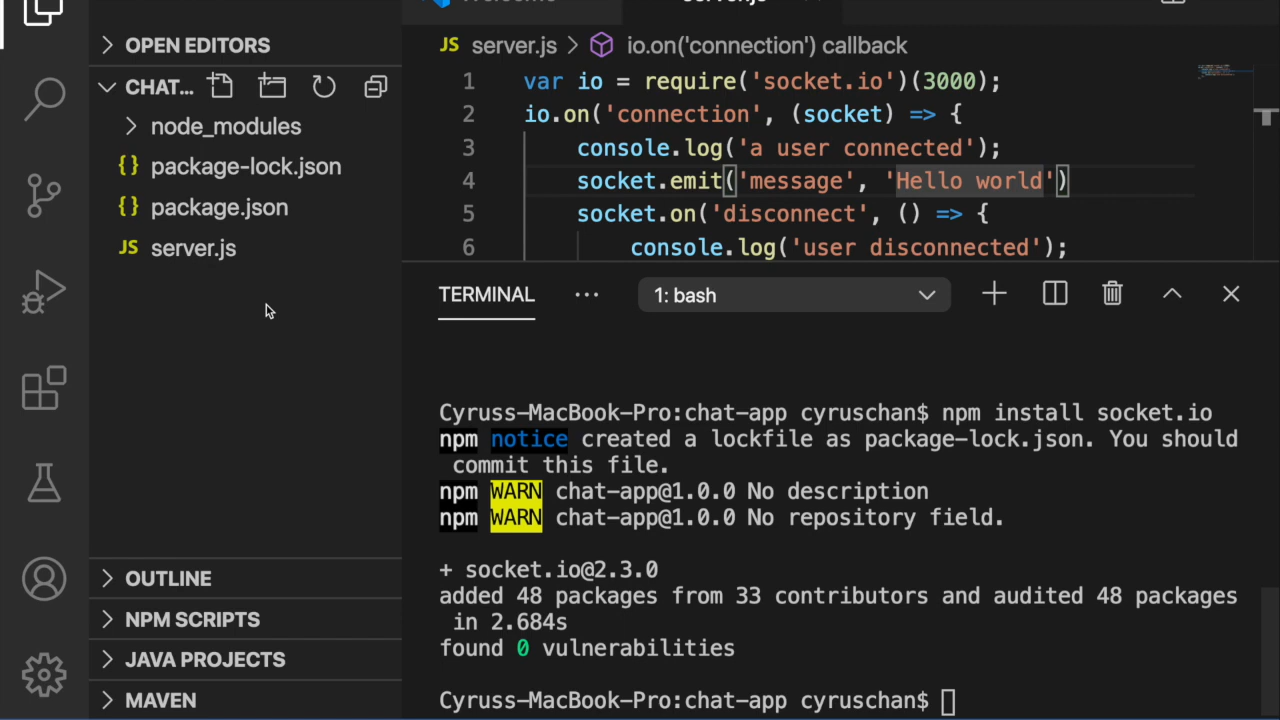 Welcome
server.js
OPEN EDITORS
CHAT...
node_modules
{} package-lock.json
{} package.json
JS server.js
OUTLINE
NPM SCRIPTS
JAVA PROJECTS
MAVEN
JS server.js > io.on('connection') callback
1 var io = require('socket.io')(3000);
2 io.on('connection', (socket) => {
3 console.log('a user connected');
4 socket.emit('message', 'Hello world')
5 socket.on('disconnect', () => {
6 console.log('user disconnected');
TERMINAL ... 1: bash
Cyruss-MacBook-Pro:chat-app cyruschan$ npm install socket.io
npm notice created a lockfile as package-lock.json. You should
commit this file.
npm WARN chat-app@1.0.0 No description
npm WARN chat-app@1.0.0 No repository field.
+ socket.io@2.3.0
added 48 packages from 33 contributors and audited 48 packages
in 2.684s
found 0 vulnerabilities
Cyruss-MacBook-Pro:chat-app cyruschan$